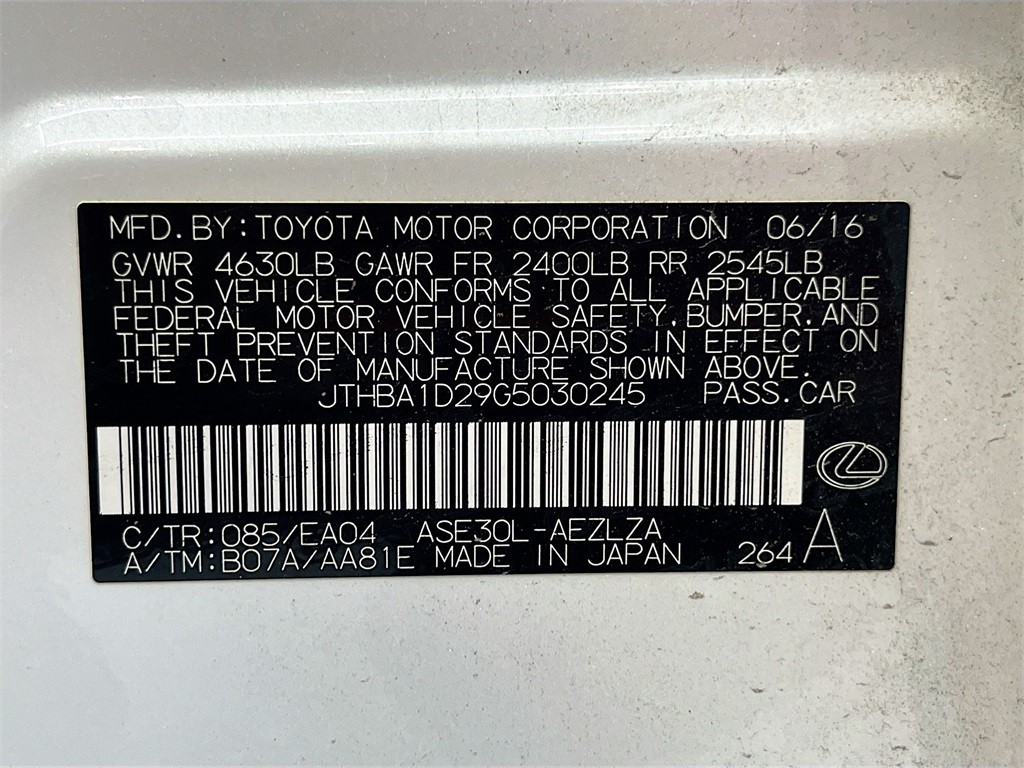 MFD.BY:TOYOTA MOTOR CORPORATION 06/16
GVWR 4630LB GAWR FR 2400LB RR 2545LB
THIS VEHICLE CONFORMS TO ALL APPLICABLE
FEDERAL MOTOR VEHICLE SAFETY,BUMPER,AND
THEFT PREVENTION STANDARDS IN EFFECT ON
THE DATE OF MANUFACTURE SHOWN ABOVE.
JTHBA1D29G5030245 PASS.CAR
C/TR:085/EA04 ASE30L-AEZLZA
A/TM:B07A/AA81E MADE IN JAPAN 264 A